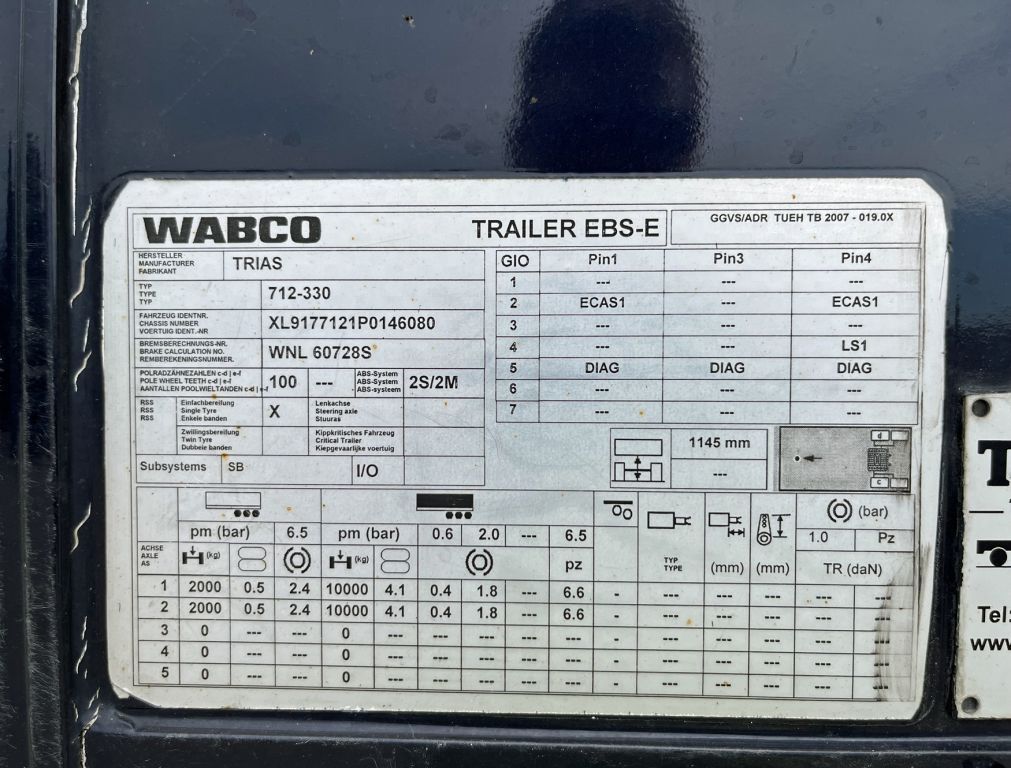 WABCO TRAILER EBS-E GGVS/ADR TUEH TB 2007 - 019.0X
HERSTELLER
MANUFACTURER
FABRIKANT
TRIAS
TYP
TYPE
TYP
712-330
FAHRZEUG IDENTNR.
CHASSIS NUMBER
VOERTUIG IDENT.-NR
XL9177121P0146080
BREMSBERECHNUNGS-NR.
BRAKE CALCULATION NO.
REMBEREKENINGSNUMMER.
WNL 60728S
POLRADZÄHNEZAHLEN c-d | e-f
POLE WHEEL TEETH c-d | e-f
AANTALLEN POOLWIELTANDEN c-d | e-f
100 ---
ABS-System
ABS-System
ABS-systeem
2S/2M
RSS
RSS
RSS
Einfachbereifung
Single Tyre
Enkele banden
X
Lenkachse
Steering axle
Stuuras
Zwillingsbereifung
Twin Tyre
Dubbele banden
Kippkritisches Fahrzeug
Critical Trailer
Kiepgevaarlijke voertuig
Subsystems SB I/O
GIO Pin1 Pin3 Pin4
1 --- --- ---
2 ECAS1 --- ECAS1
3 --- --- ---
4 --- --- LS1
5 DIAG DIAG DIAG
6 --- --- ---
7 --- --- ---
1145 mm
---
d
c
pm (bar) 6.5 pm (bar) 0.6 2.0 --- 6.5
(bar)
1.0 Pz
ACHSE
AXLE
AS
(kg) (kg) pz
TYP
TYPE
(mm) (mm) TR (daN)
1 2000 0.5 2.4 10000 4.1 0.4 1.8 --- 6.6 - --- --- --- --- ---
2 2000 0.5 2.4 10000 4.1 0.4 1.8 --- 6.6 - --- --- --- --- ---
3 0 --- --- 0 --- --- --- --- --- - --- --- --- --- ---
4 0 --- --- 0 --- --- --- --- --- - --- --- --- --- ---
5 0 --- --- 0 --- --- --- --- --- - --- --- --- --- ---
Tel:
www